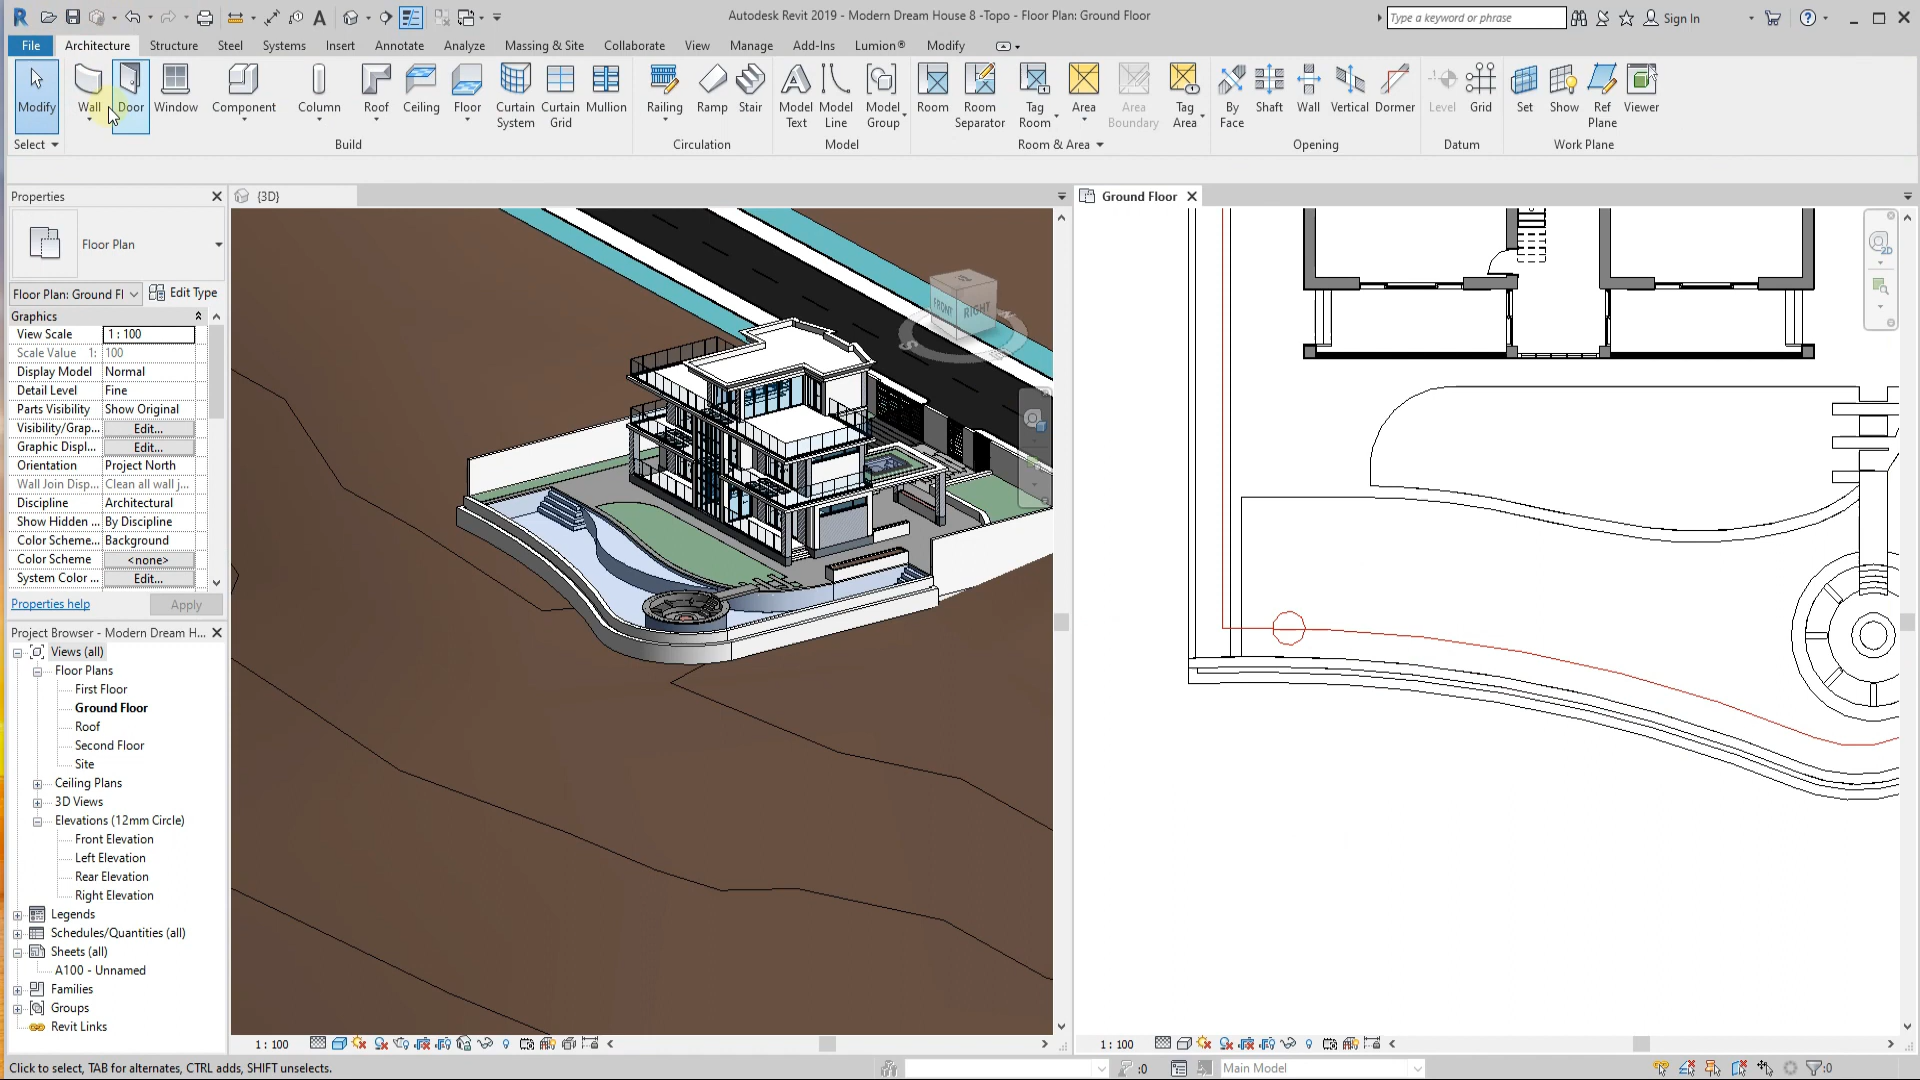 Autodesk Revit 2019 - Modern Dream House 8 -Topo - Floor Plan: Ground Floor
Type a keyword or phrase
Sign In
File Architecture Structure Steel Systems Insert Annotate Analyze Massing & Site Collaborate View Manage Add-Ins Lumion® Modify
Modify Wall Door Window Component Column Roof Ceiling Floor Curtain System Curtain Grid Mullion Railing Ramp Stair Model Text Model Line Model Group Room Room Separator Tag Room Area Area Boundary Tag Area By Face Shaft Wall Vertical Dormer Level Grid Set Show Ref Plane Viewer
Select Build Circulation Model Room & Area Opening Datum Work Plane
Properties
{3D}
Ground Floor
Floor Plan
Floor Plan: Ground Fl
Edit Type
Graphics
View Scale 1 : 100
Scale Value 1: 100
Display Model Normal
Detail Level Fine
Parts Visibility Show Original
Visibility/Grap... Edit...
Graphic Displ... Edit...
Orientation Project North
Wall Join Disp... Clean all wall j...
Discipline Architectural
Show Hidden ... By Discipline
Color Scheme... Background
Color Scheme <none>
System Color ... Edit...
Properties help
Apply
Project Browser - Modern Dream H...
Views (all)
Floor Plans
First Floor
Ground Floor
Roof
Second Floor
Site
Ceiling Plans
3D Views
Elevations (12mm Circle)
Front Elevation
Left Elevation
Rear Elevation
Right Elevation
Legends
Schedules/Quantities (all)
Sheets (all)
A100 - Unnamed
Families
Groups
Revit Links
FRONT
RIGHT
S
2D
1 : 100
1 : 100
Click to select, TAB for alternates, CTRL adds, SHIFT unselects.
:0
Main Model
:0